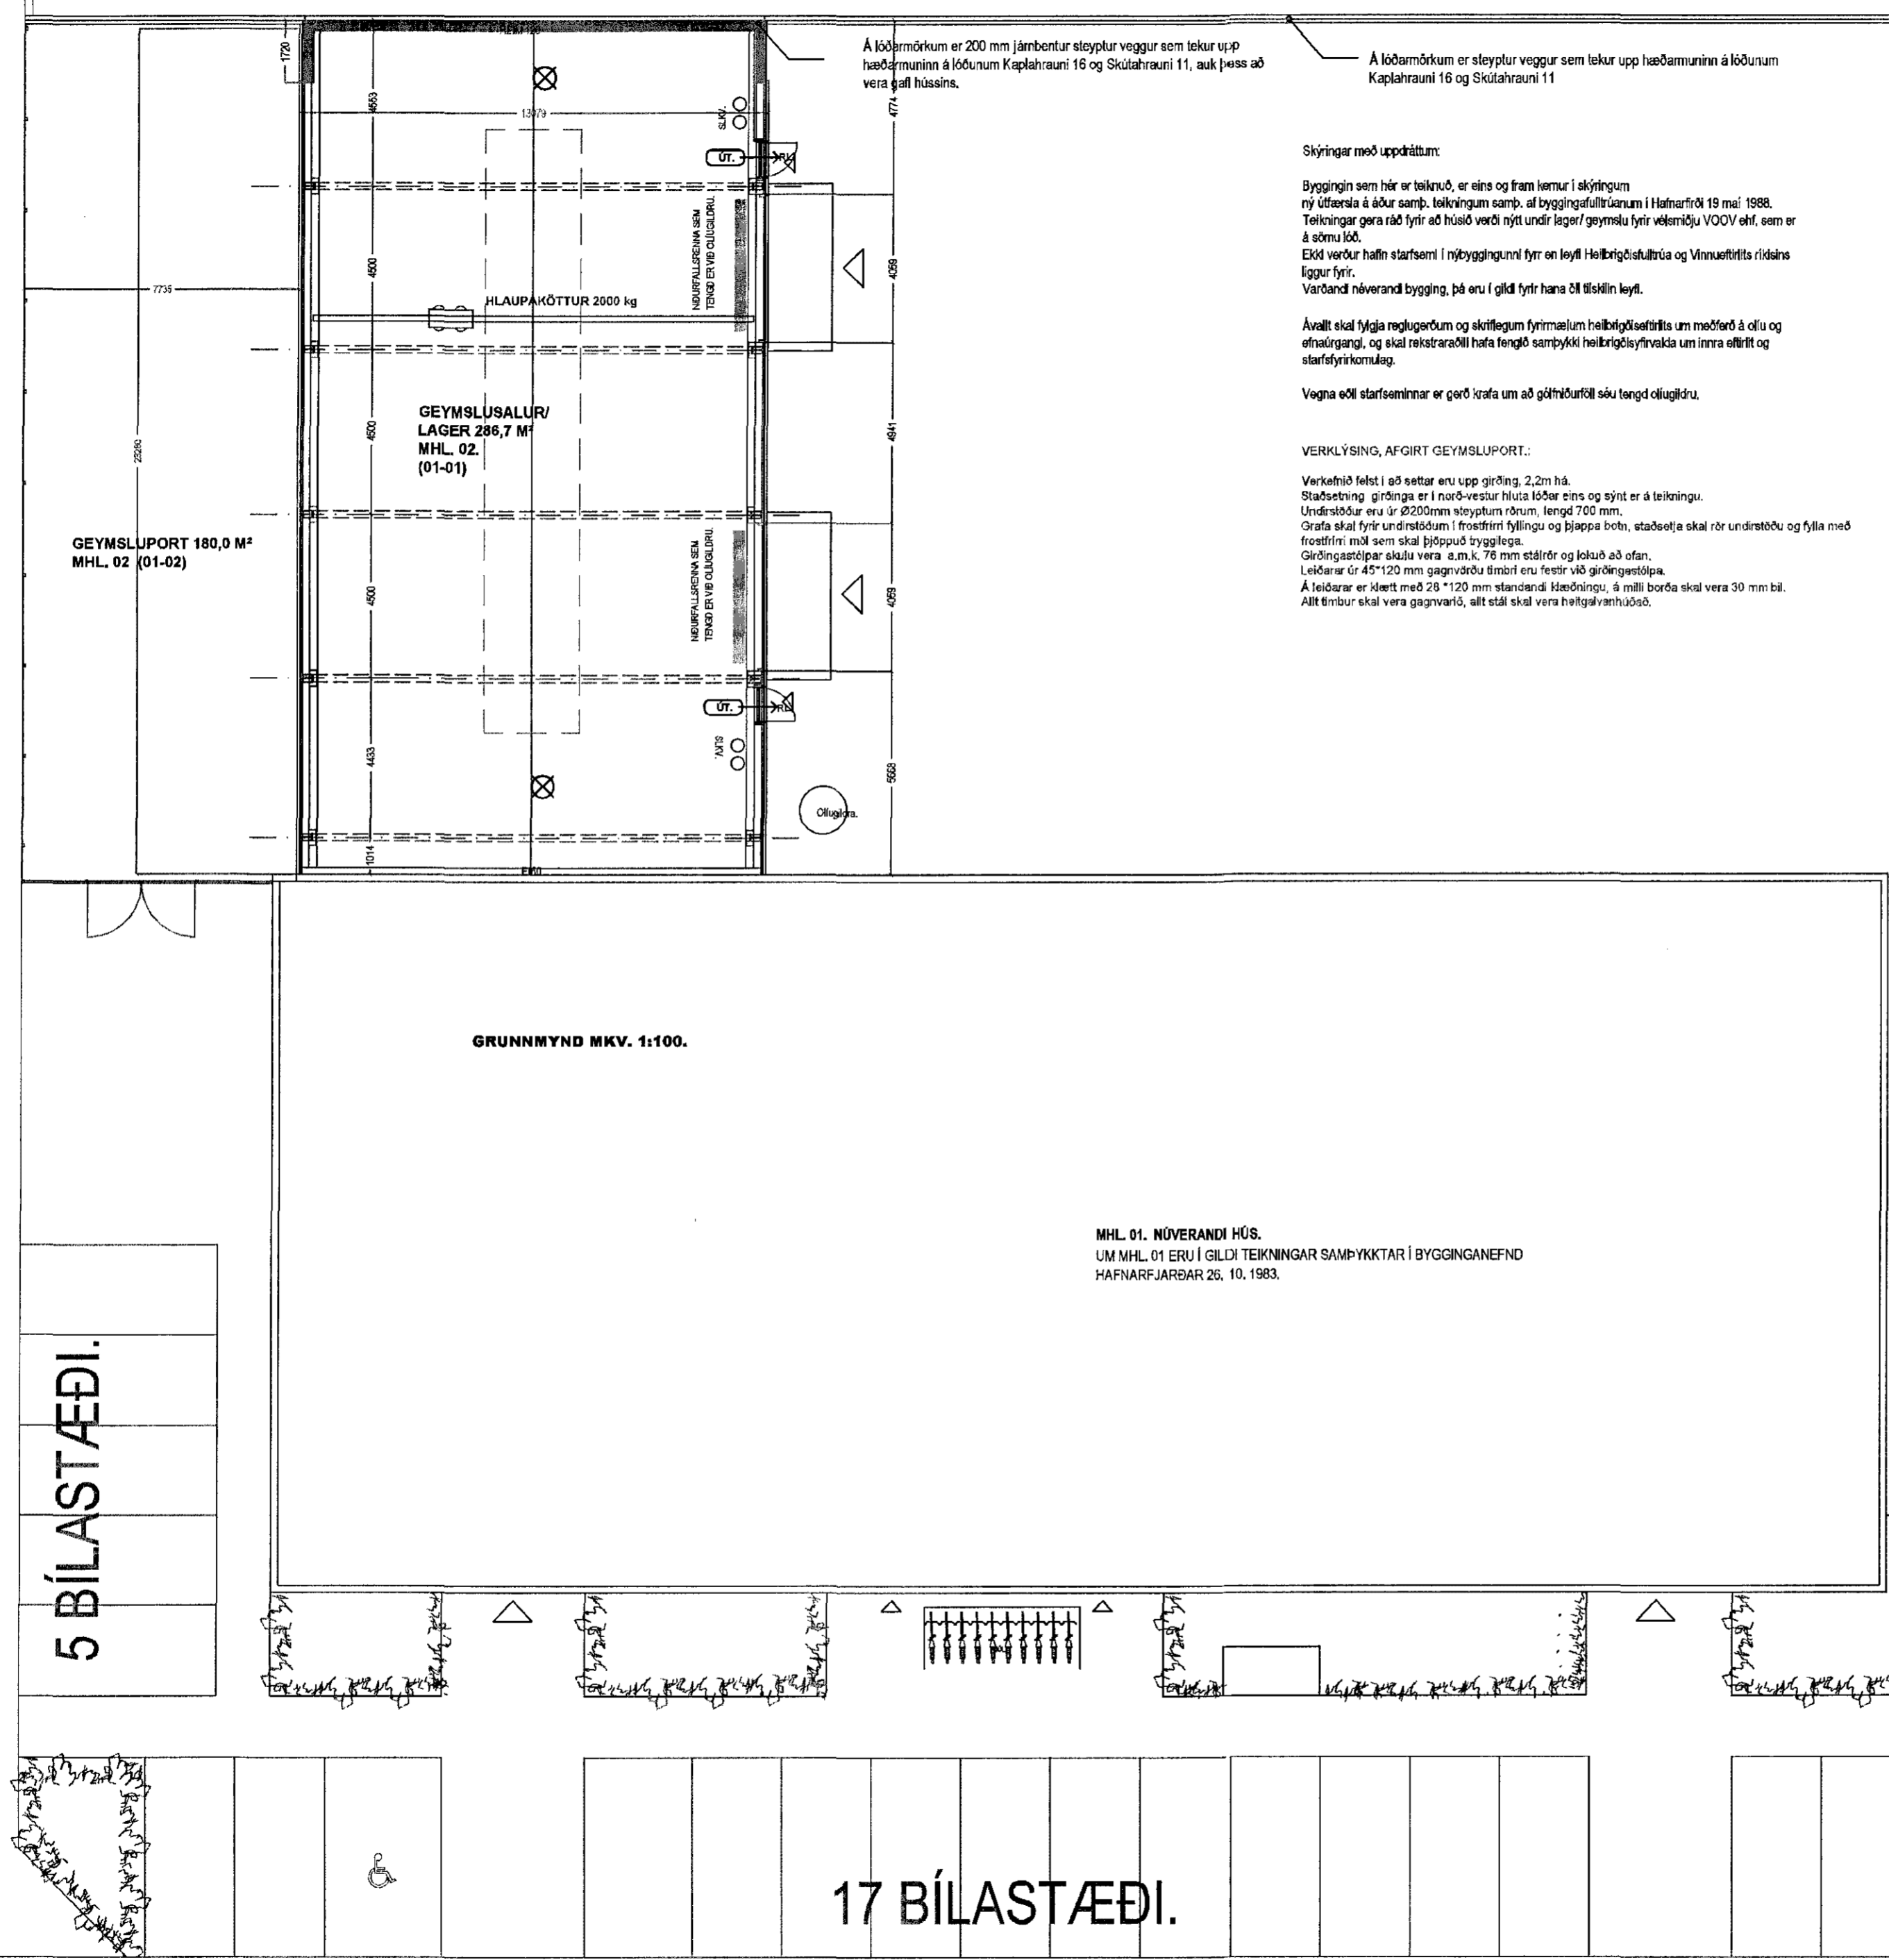 Á lóðarmörkum er 200 mm járnbentur steyptur veggur sem tekur upp
hæðarmuninn á lóðunum Kaplahrauni 16 og Skútahrauni 11, auk þess að
vera gafl hússins.
Á lóðarmörkum er steyptur veggur sem tekur upp hæðarmuninn á lóðunum
Kaplahrauni 16 og Skútahrauni 11
Skýringar með uppdráttum:
Byggingin sem hér er teiknuð, er eins og fram kemur í skýringum
ný útfærsla á áður samþ. teikningum samþ. af byggingafulltrúanum í Hafnarfirði 19 maí 1988.
Teikningar gera ráð fyrir að húsið verði nýtt undir lager/ geymslu fyrir vélsmiðju VOOV ehf, sem er
á sömu lóð.
Ekki verður hafin starfsemi í nýbyggingunni fyrr en leyfi Heilbrigðisfulltrúa og Vinnueftirlits ríkisins
liggur fyrir.
Varðandi néverandi bygging, þá eru í gildi fyrir hana öll tilskilin leyfi.
Ávallt skal fylgja reglugerðum og skriflegum fyrirmælum heilbrigðiseftirlits um meðferð á olíu og
efnaúrgangi, og skal rekstraraðili hafa fengið samþykki heilbrigðisyfirvalda um innra eftirlit og
starfsfyrirkomulag.
Vegna eðli starfseminnar er gerð krafa um að gólfniðurföll séu tengd olíugildru.
VERKLÝSING, AFGIRT GEYMSLUPORT.:
Verkefnið felst í að settar eru upp girðing, 2,2m há.
Staðsetning girðinga er í norð-vestur hluta lóðar eins og sýnt er á teikningu.
Undirstöður eru úr Ø200mm steyptum rörum, lengd 700 mm.
Grafa skal fyrir undirstöðum í frostfrírri fyllingu og þjappa botn, staðsetja skal rör undirstöðu og fylla með
frostfrírri möl sem skal þjöppuð tryggilega.
Girðingastólpar skulu vera a.m.k. 76 mm stálrör og lokuð að ofan.
Leiðarar úr 45*120 mm gagnvörðu timbri eru festir við girðingastólpa.
Á leiðarar er klætt með 28 *120 mm standandi klæðningu, á milli borða skal vera 30 mm bil.
Allt timbur skal vera gagnvarið, allt stál skal vera heitgalvanhúðað.
1720
4553
13079
4774
SLKV.
ÚT.
NIÐURFALLSRENNA SEM
TENGD ER VIÐ OLÍUGILDRU.
4059
4500
7735
HLAUPAKÖTTUR 2000 kg
GEYMSLUSALUR/
LAGER 286,7 M²
MHL. 02.
(01-01)
4500
4941
23280
GEYMSLUPORT 180,0 M²
MHL. 02 (01-02)
4500
NIÐURFALLSRENNA SEM
TENGD ER VIÐ OLÍUGILDRU.
4059
ÚT.
SLKV.
4433
5668
Olíugildra.
1014
GRUNNMYND MKV. 1:100.
MHL. 01. NÚVERANDI HÚS.
UM MHL. 01 ERU Í GILDI TEIKNINGAR SAMÞYKKTAR Í BYGGINGANEFND
HAFNARFJARÐAR 26. 10. 1983.
5 BÍLASTÆÐI.
17 BÍLASTÆÐI.